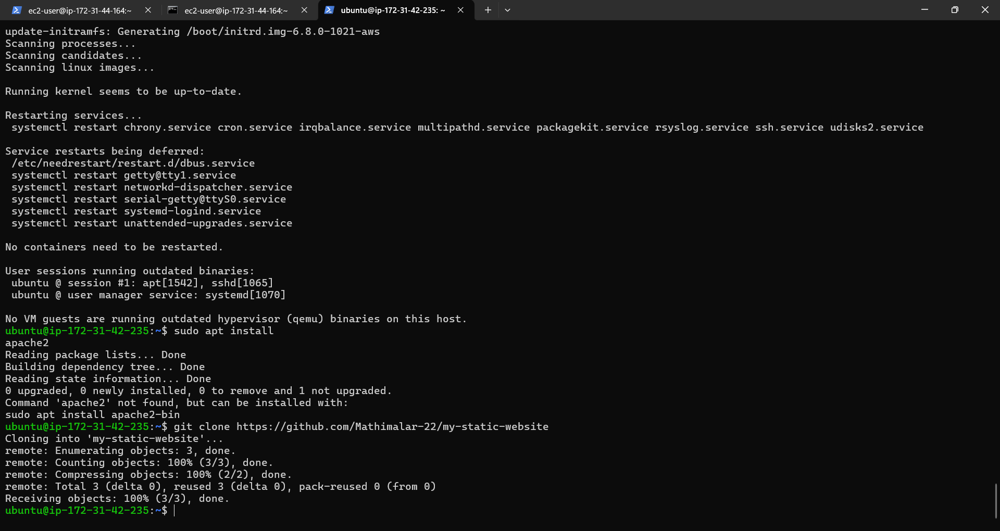 ec2-user@ip-172-31-44-164:~
ec2-user@ip-172-31-44-164:~
ubuntu@ip-172-31-42-235: ~
update-initramfs: Generating /boot/initrd.img-6.8.0-1021-aws
Scanning processes...
Scanning candidates...
Scanning linux images...
Running kernel seems to be up-to-date.
Restarting services...
systemctl restart chrony.service cron.service irqbalance.service multipathd.service packagekit.service rsyslog.service ssh.service udisks2.service
Service restarts being deferred:
/etc/needrestart/restart.d/dbus.service
systemctl restart getty@tty1.service
systemctl restart networkd-dispatcher.service
systemctl restart serial-getty@ttyS0.service
systemctl restart systemd-logind.service
systemctl restart unattended-upgrades.service
No containers need to be restarted.
User sessions running outdated binaries:
ubuntu @ session #1: apt[1542], sshd[1065]
ubuntu @ user manager service: systemd[1070]
No VM guests are running outdated hypervisor (qemu) binaries on this host.
ubuntu@ip-172-31-42-235:~$ sudo apt install
apache2
Reading package lists... Done
Building dependency tree... Done
Reading state information... Done
0 upgraded, 0 newly installed, 0 to remove and 1 not upgraded.
Command 'apache2' not found, but can be installed with:
sudo apt install apache2-bin
ubuntu@ip-172-31-42-235:~$ git clone https://github.com/Mathimalar-22/my-static-website
Cloning into 'my-static-website'...
remote: Enumerating objects: 3, done.
remote: Counting objects: 100% (3/3), done.
remote: Compressing objects: 100% (2/2), done.
remote: Total 3 (delta 0), reused 3 (delta 0), pack-reused 0 (from 0)
Receiving objects: 100% (3/3), done.
ubuntu@ip-172-31-42-235:~$